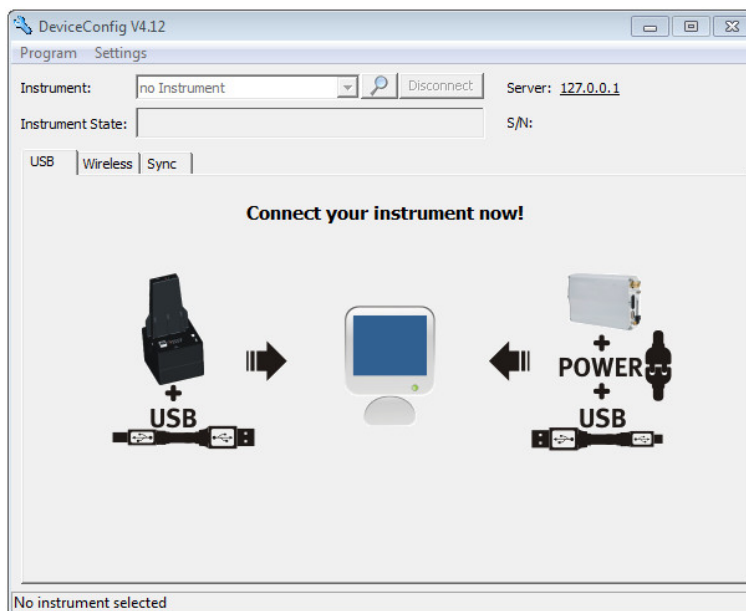 DeviceConfig V4.12
Program Settings
Instrument: no Instrument Disconnect Server: 127.0.0.1
Instrument State: S/N:
USB Wireless Sync
Connect your instrument now!
+
USB
+
POWER
+
USB
No instrument selected